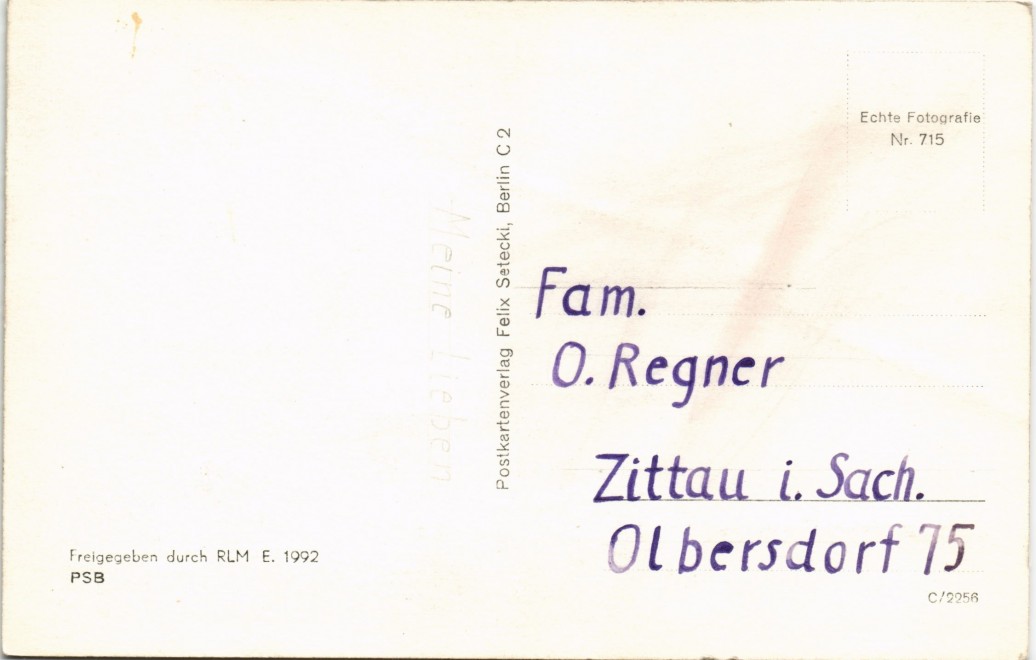 Echte Fotografie
Nr. 715
Meine Lieben
Postkartenverlag Felix Setecki, Berlin C 2
Fam.
O. Regner
Zittau i. Sach.
Olbersdorf 75
Freigegeben durch RLM E. 1992
PSB
C/2256